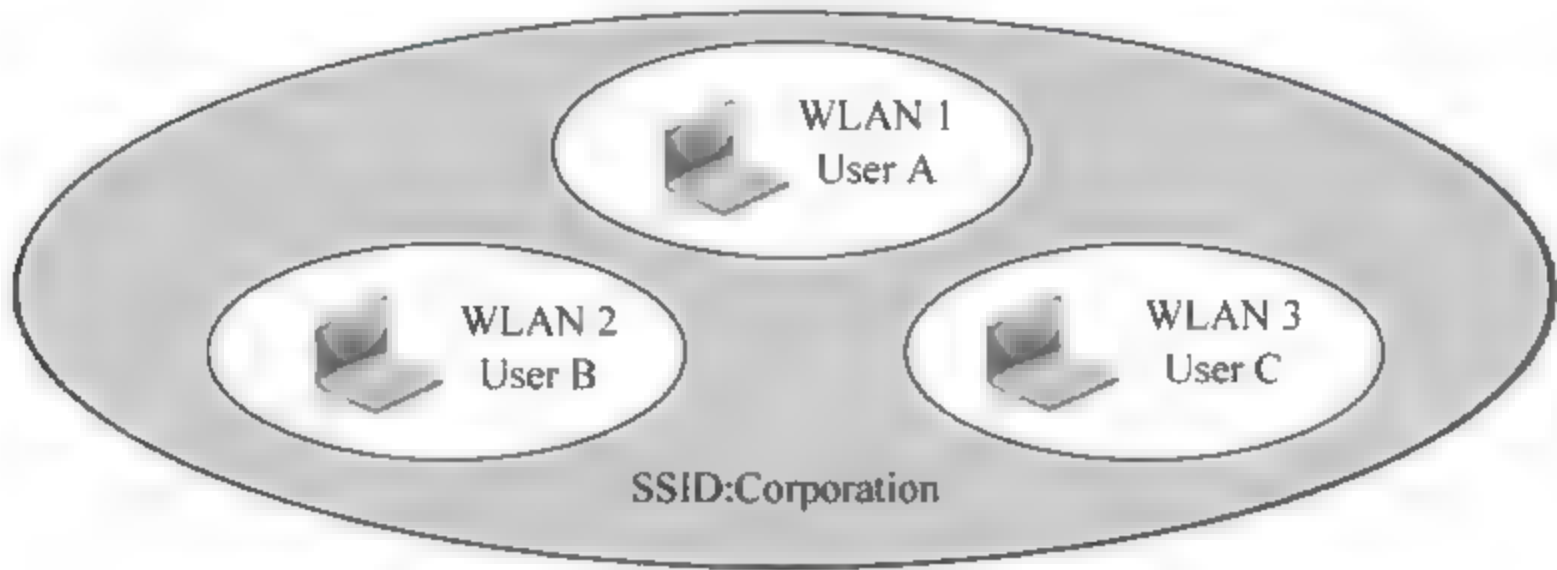 WLAN 1
User A
WLAN 2
User B
WLAN 3
User C
SSID:Corporation